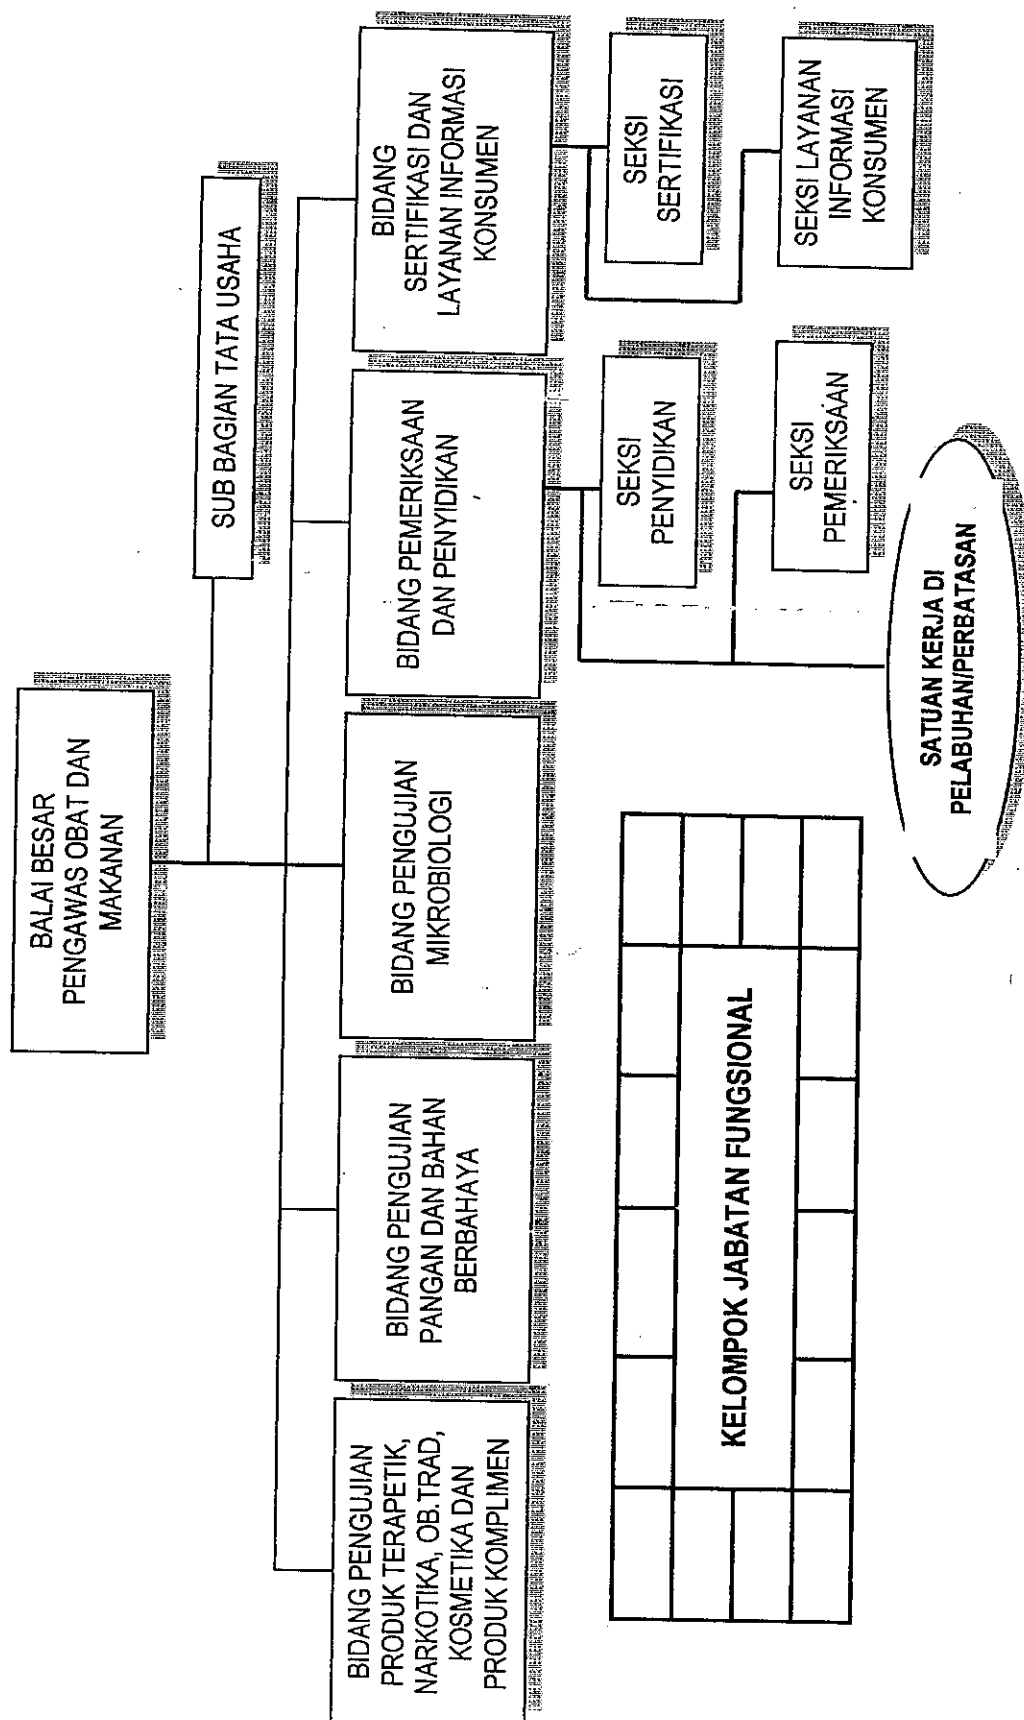 BALAI BESAR
PENGAWAS OBAT DAN
MAKANAN
SUB BAGIAN TATA USAHA
BIDANG PENGUJIAN
PRODUK TERAPETIK,
NARKOTIKA, OB.TRAD,
KOSMETIKA DAN
PRODUK KOMPLIMEN
BIDANG PENGUJIAN
PANGAN DAN BAHAN
BERBAHAYA
BIDANG PENGUJIAN
MIKROBIOLOGI
BIDANG PEMERIKSAAN
DAN PENYIDIKAN
BIDANG
SERTIFIKASI DAN
LAYANAN INFORMASI
KONSUMEN
SEKSI
PENYIDIKAN
SEKSI
SERTIFIKASI
SEKSI
PEMERIKSAAN
SEKSI LAYANAN
INFORMASI
KONSUMEN
KELOMPOK JABATAN FUNGSIONAL
SATUAN KERJA DI
PELABUHAN/PERBATASAN